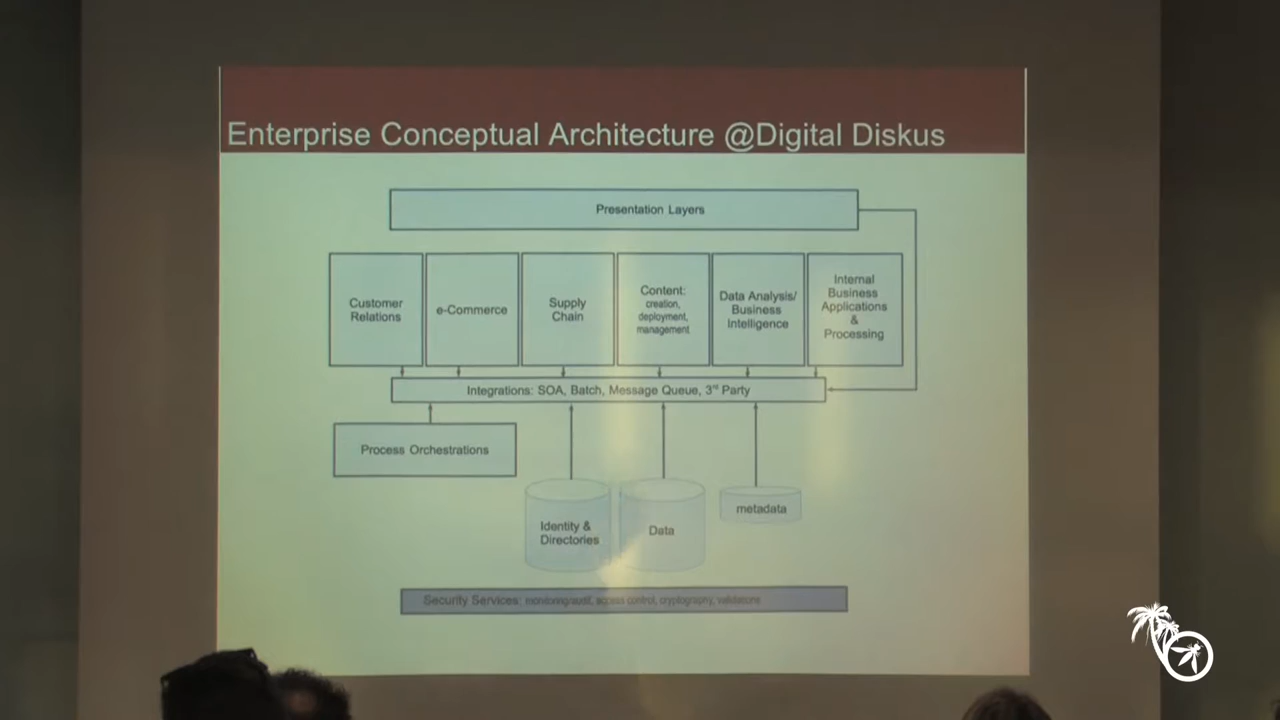 Enterprise Conceptual Architecture @Digital Diskus
Presentation Layers
Customer
Relations
e-Commerce
Supply
Chain
Content:
creation,
deployment,
management
Data Analysis/
Business
Intelligence
Internal
Business
Applications
&
Processing
Integrations: SOA, Batch, Message Queue, 3rd Party
Process Orchestrations
Identity &
Directories
Data
metadata
Security Services: monitoring/audit, access control, cryptography, validations